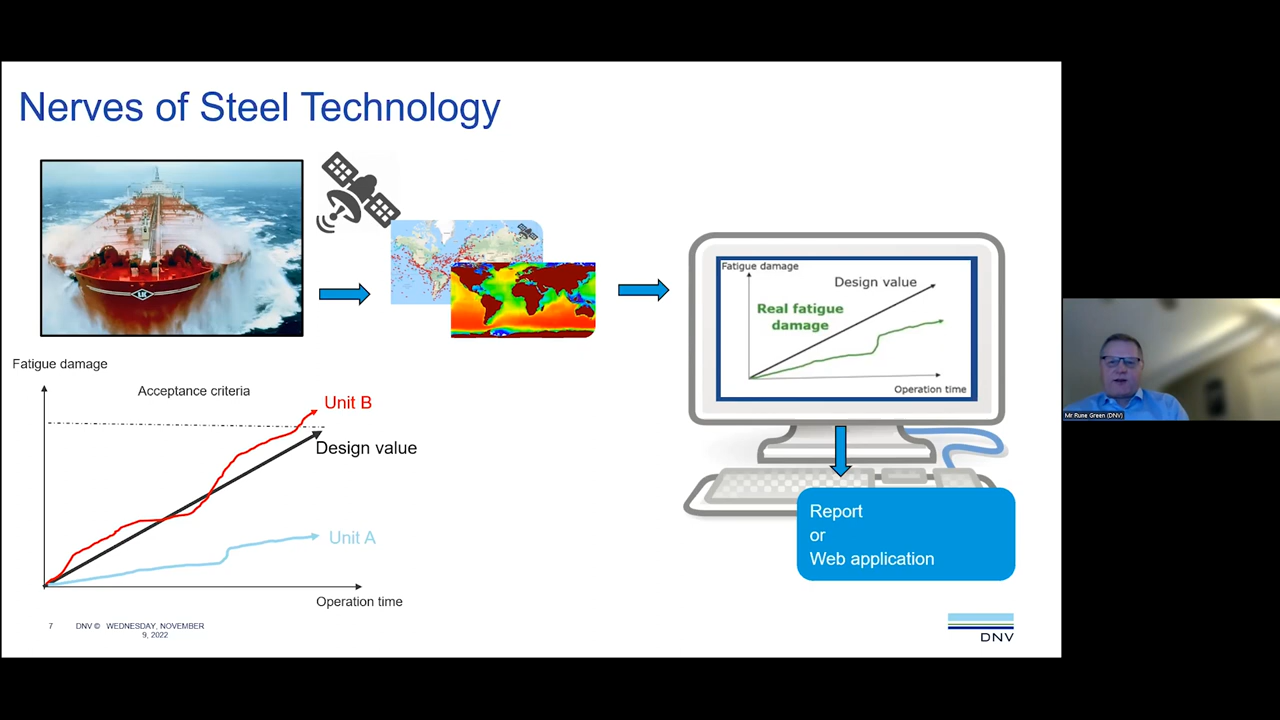 Nerves of Steel Technology
Fatigue damage
Design value
Real fatigue
damage
Operation time
Fatigue damage
Acceptance criteria
Unit B
Design value
Unit A
Operation time
Report
or
Web application
7 DNV © WEDNESDAY, NOVEMBER
9, 2022
DNV
Mr Rune Green (DNV)